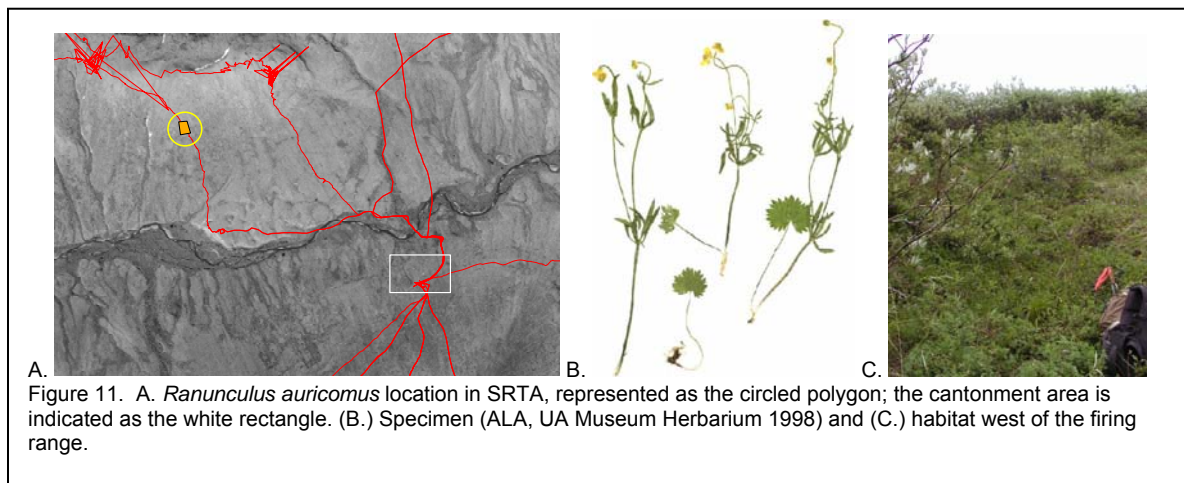 A. B. C.
Figure 11. A. Ranunculus auricomus location in SRTA, represented as the circled polygon; the cantonment area is
indicated as the white rectangle. (B.) Specimen (ALA, UA Museum Herbarium 1998) and (C.) habitat west of the firing
range.